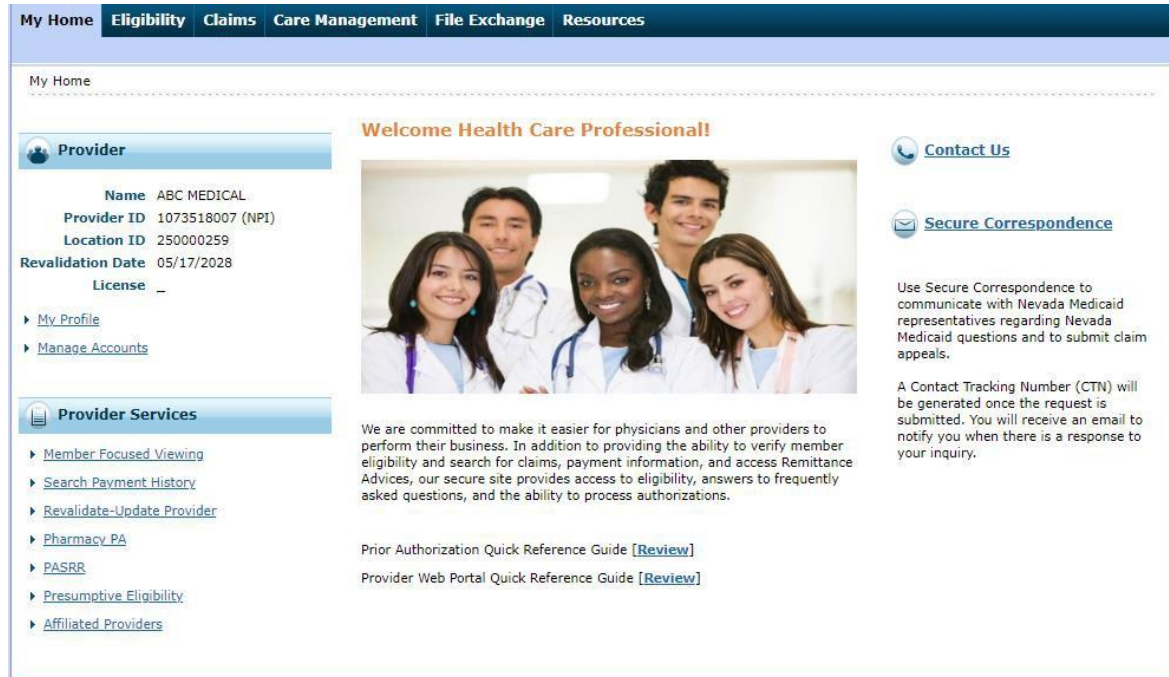 My Home Eligibility Claims Care Management File Exchange Resources
My Home
Provider
Name ABC MEDICAL
Provider ID 1073518007 (NPI)
Location ID 250000259
Revalidation Date 05/17/2028
License _
My Profile
Manage Accounts
Provider Services
Member Focused Viewing
Search Payment History
Revalidate-Update Provider
Pharmacy PA
PASRR
Presumptive Eligibility
Affiliated Providers
Welcome Health Care Professional!
We are committed to make it easier for physicians and other providers to
perform their business. In addition to providing the ability to verify member
eligibility and search for claims, payment information, and access Remittance
Advices, our secure site provides access to eligibility, answers to frequently
asked questions, and the ability to process authorizations.
Prior Authorization Quick Reference Guide [Review]
Provider Web Portal Quick Reference Guide [Review]
Contact Us
Secure Correspondence
Use Secure Correspondence to
communicate with Nevada Medicaid
representatives regarding Nevada
Medicaid questions and to submit claim
appeals.
A Contact Tracking Number (CTN) will
be generated once the request is
submitted. You will receive an email to
notify you when there is a response to
your inquiry.